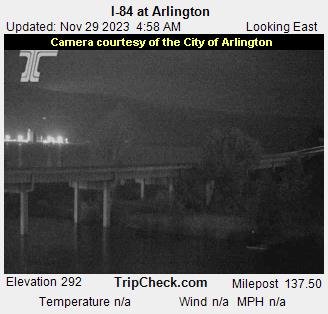 I-84 at Arlington
Updated: Nov 29 2023 4:58 AM Looking East
Camera courtesy of the City of Arlington
Elevation 292 TripCheck.com Milepost 137.50
Temperature n/a Wind n/a MPH n/a